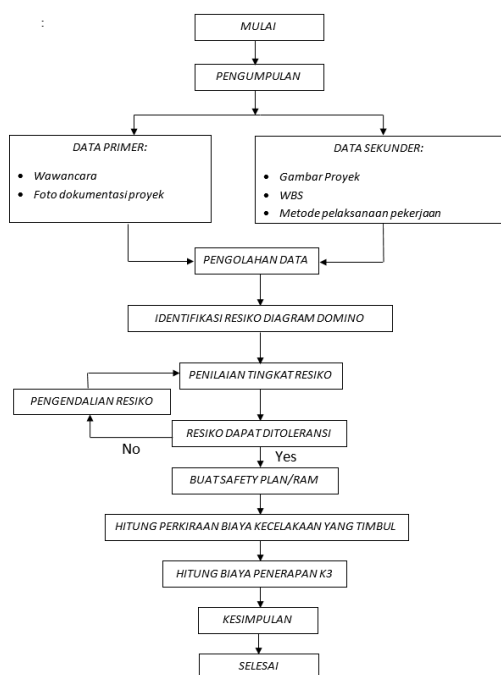 :
MULAI
PENGUMPULAN
DATA PRIMER:
• Wawancara
• Foto dokumentasi proyek
DATA SEKUNDER:
• Gambar Proyek
• WBS
• Metode pelaksanaan pekerjaan
PENGOLAHAN DATA
IDENTIFIKASI RESIKO DIAGRAM DOMINO
PENILAIAN TINGKAT RESIKO
PENGENDALIAN RESIKO
RESIKO DAPAT DITOLERANSI
No
Yes
BUAT SAFETY PLAN/RAM
HITUNG PERKIRAAN BIAYA KECELAKAAN YANG TIMBUL
HITUNG BIAYA PENERAPAN K3
KESIMPULAN
SELESAI